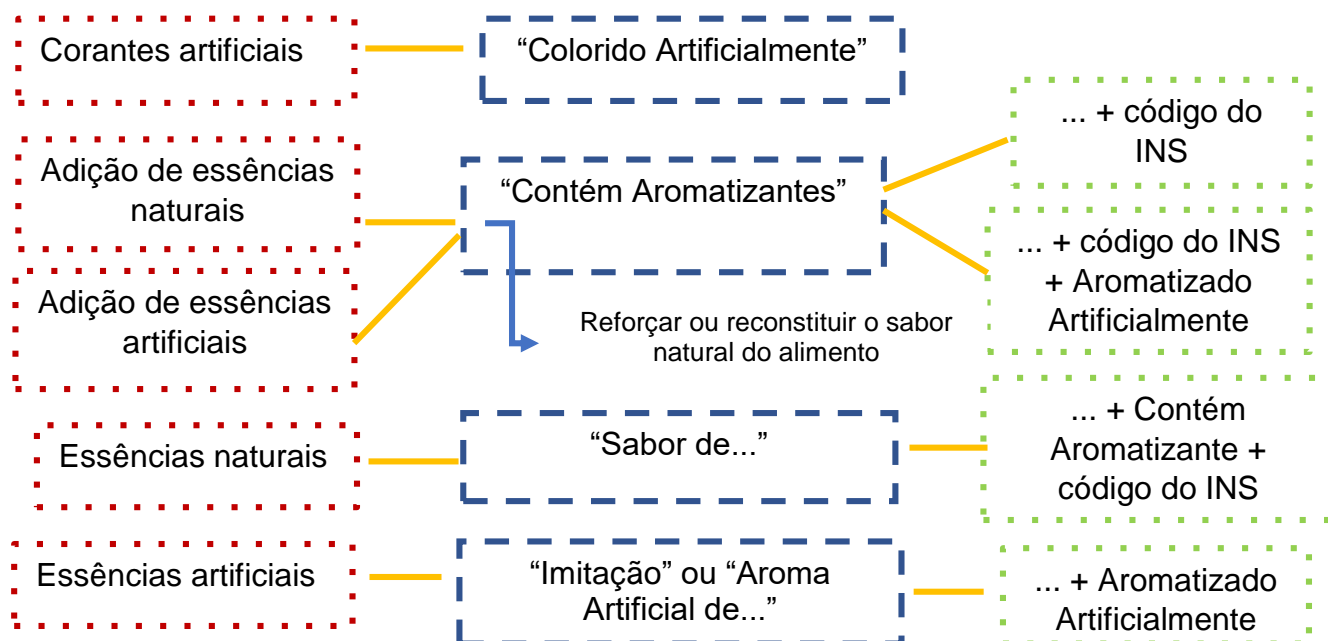 Corantes artificiais
“Colorido Artificialmente”
... + código do
INS
Adição de essências
naturais
“Contém Aromatizantes”
... + código do INS
+ Aromatizado
Artificialmente
Adição de essências
artificiais
Reforçar ou reconstituir o sabor
natural do alimento
Essências naturais
“Sabor de...”
... + Contém
Aromatizante +
código do INS
Essências artificiais
“Imitação” ou “Aroma
Artificial de...”
... + Aromatizado
Artificialmente